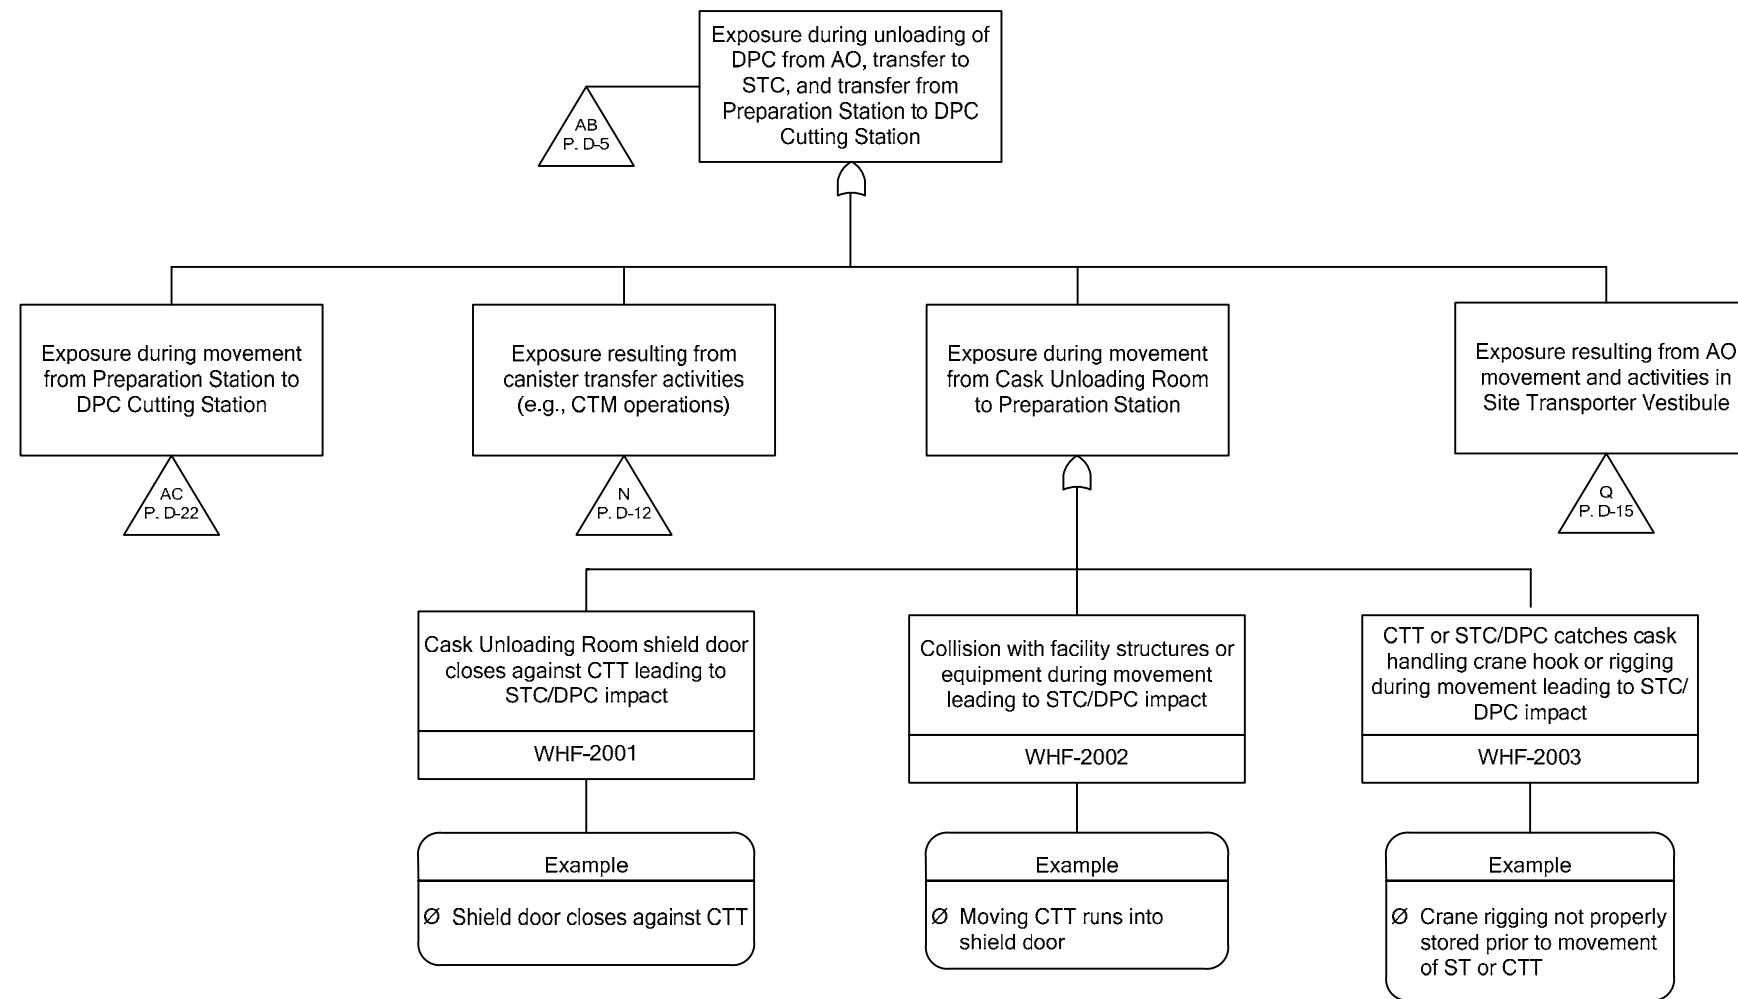 Exposure during unloading of
DPC from AO, transfer to
STC, and transfer from
Preparation Station to DPC
Cutting Station
AB
P. D-5
Exposure during movement
from Preparation Station to
DPC Cutting Station
AC
P. D-22
Exposure resulting from
canister transfer activities
(e.g., CTM operations)
N
P. D-12
Exposure during movement
from Cask Unloading Room
to Preparation Station
Exposure resulting from AO
movement and activities in
Site Transporter Vestibule
Q
P. D-15
Cask Unloading Room shield door
closes against CTT leading to
STC/DPC impact
WHF-2001
Collision with facility structures or
equipment during movement
leading to STC/DPC impact
WHF-2002
CTT or STC/DPC catches cask
handling crane hook or rigging
during movement leading to STC/
DPC impact
WHF-2003
Example
Ø Shield door closes against CTT
Example
Ø Moving CTT runs into
shield door
Example
Ø Crane rigging not properly
stored prior to movement
of ST or CTT